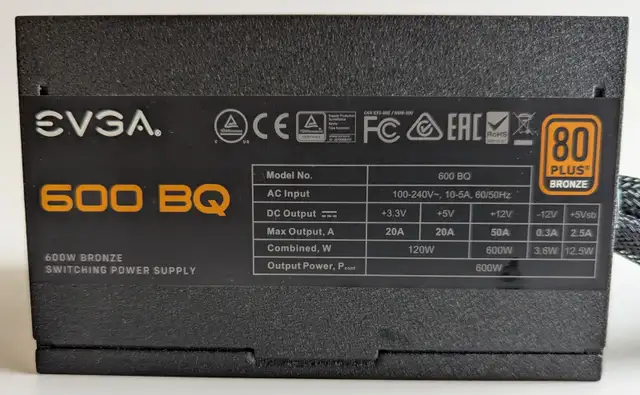 EVGA.
600 BQ
600W BRONZE
SWITCHING POWER SUPPLY
FC
EAC
RoHS
80
PLUS
BRONZE
Model No. 600 BQ
AC Input 100-240V~, 10-5A, 60/50Hz
DC Output +3.3V +5V +12V -12V +5Vsb
Max Output, A 20A 20A 50A 0.3A 2.5A
Combined, W 120W 600W 3.6W 12.5W
Output Power, Pcont 600W